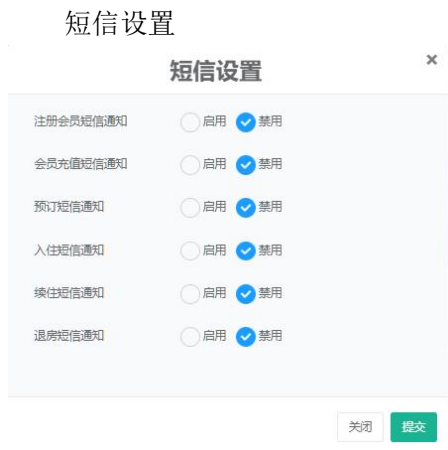 短信设置
短信设置 ×
注册会员短信通知 启用 禁用
会员充值短信通知 启用 禁用
预订短信通知 启用 禁用
入住短信通知 启用 禁用
续住短信通知 启用 禁用
退房短信通知 启用 禁用
关闭 提交